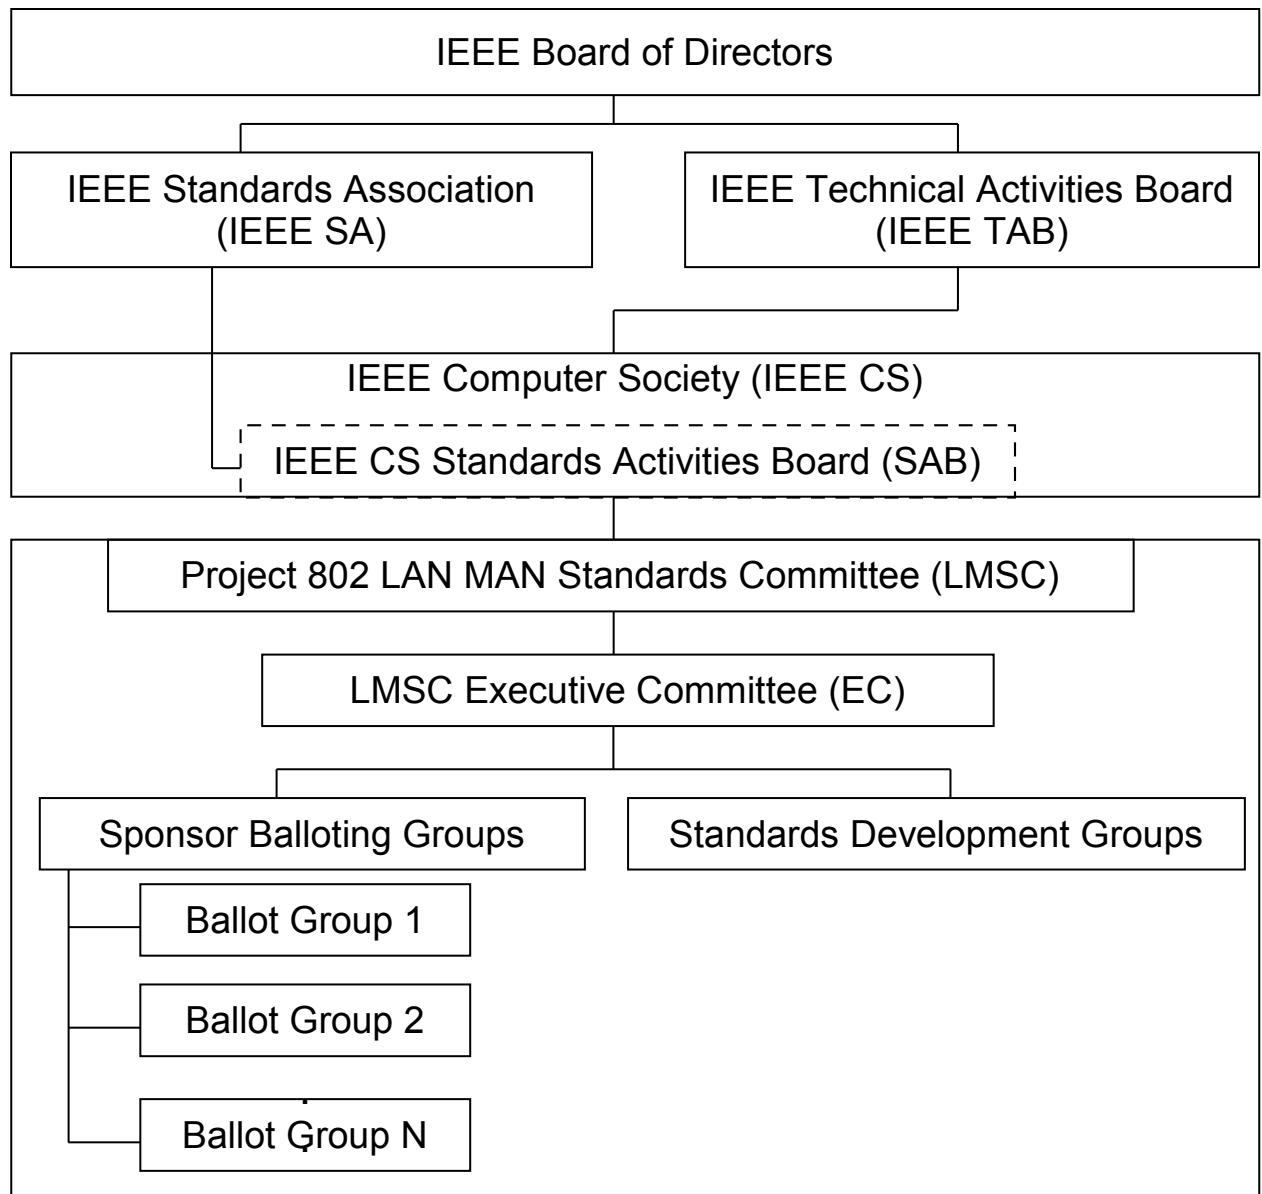 IEEE Board of Directors
IEEE Standards Association
(IEEE SA)
IEEE Technical Activities Board
(IEEE TAB)
IEEE Computer Society (IEEE CS)
IEEE CS Standards Activities Board (SAB)
Project 802 LAN MAN Standards Committee (LMSC)
LMSC Executive Committee (EC)
Sponsor Balloting Groups
Standards Development Groups
Ballot Group 1
Ballot Group 2
Ballot Group N